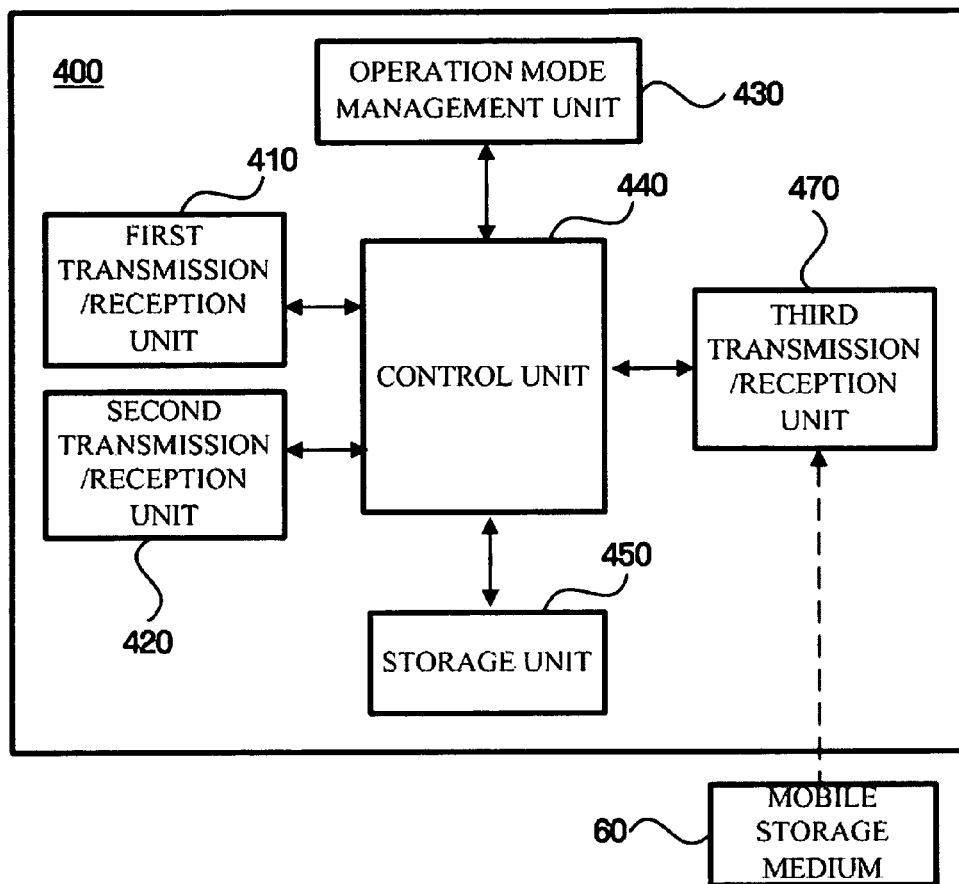 400
OPERATION MODE
MANAGEMENT UNIT
430
410
440
470
FIRST
TRANSMISSION
/RECEPTION
UNIT
CONTROL UNIT
THIRD
TRANSMISSION
/RECEPTION
UNIT
SECOND
TRANSMISSION
/RECEPTION
UNIT
420
450
STORAGE UNIT
60
MOBILE
STORAGE
MEDIUM